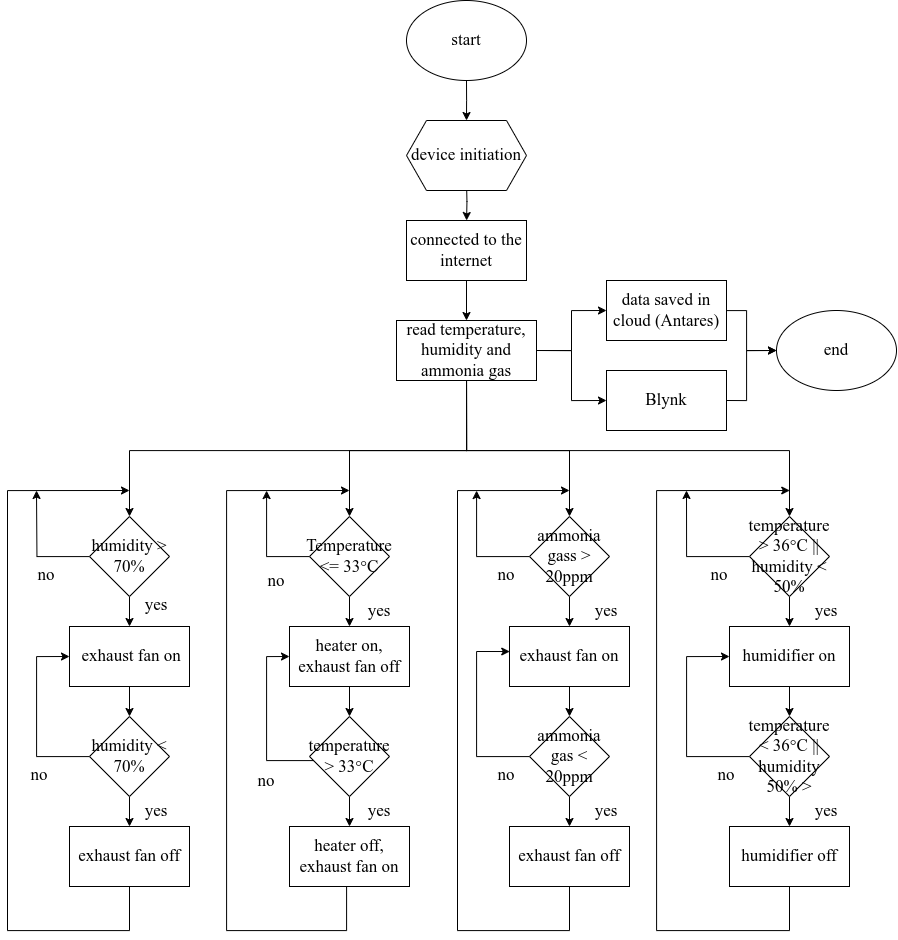 start
device initiation
connected to the
internet
read temperature,
humidity and
ammonia gas
data saved in
cloud (Antares)
Blynk
end
humidity >
70%
no
yes
exhaust fan on
humidity <
70%
no
yes
exhaust fan off
Temperature
<= 33°C
no
yes
heater on,
exhaust fan off
temperature
> 33°C
no
yes
heater off,
exhaust fan on
ammonia
gass >
20ppm
no
yes
exhaust fan on
ammonia
gas <
20ppm
no
yes
exhaust fan off
temperature
> 36°C ||
humidity <
50%
no
yes
humidifier on
temperature
< 36°C ||
humidity
50% >
no
yes
humidifier off